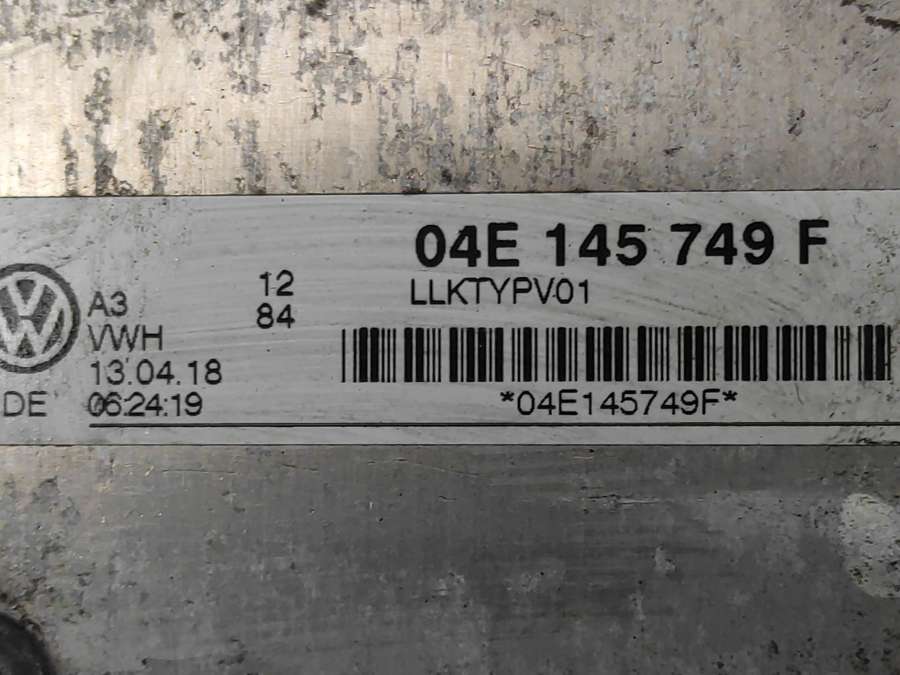 04E 145 749 F
A3
12
LLKTYPV01
VWH
84
13.04.18
DE
06:24:19
*04E145749F*